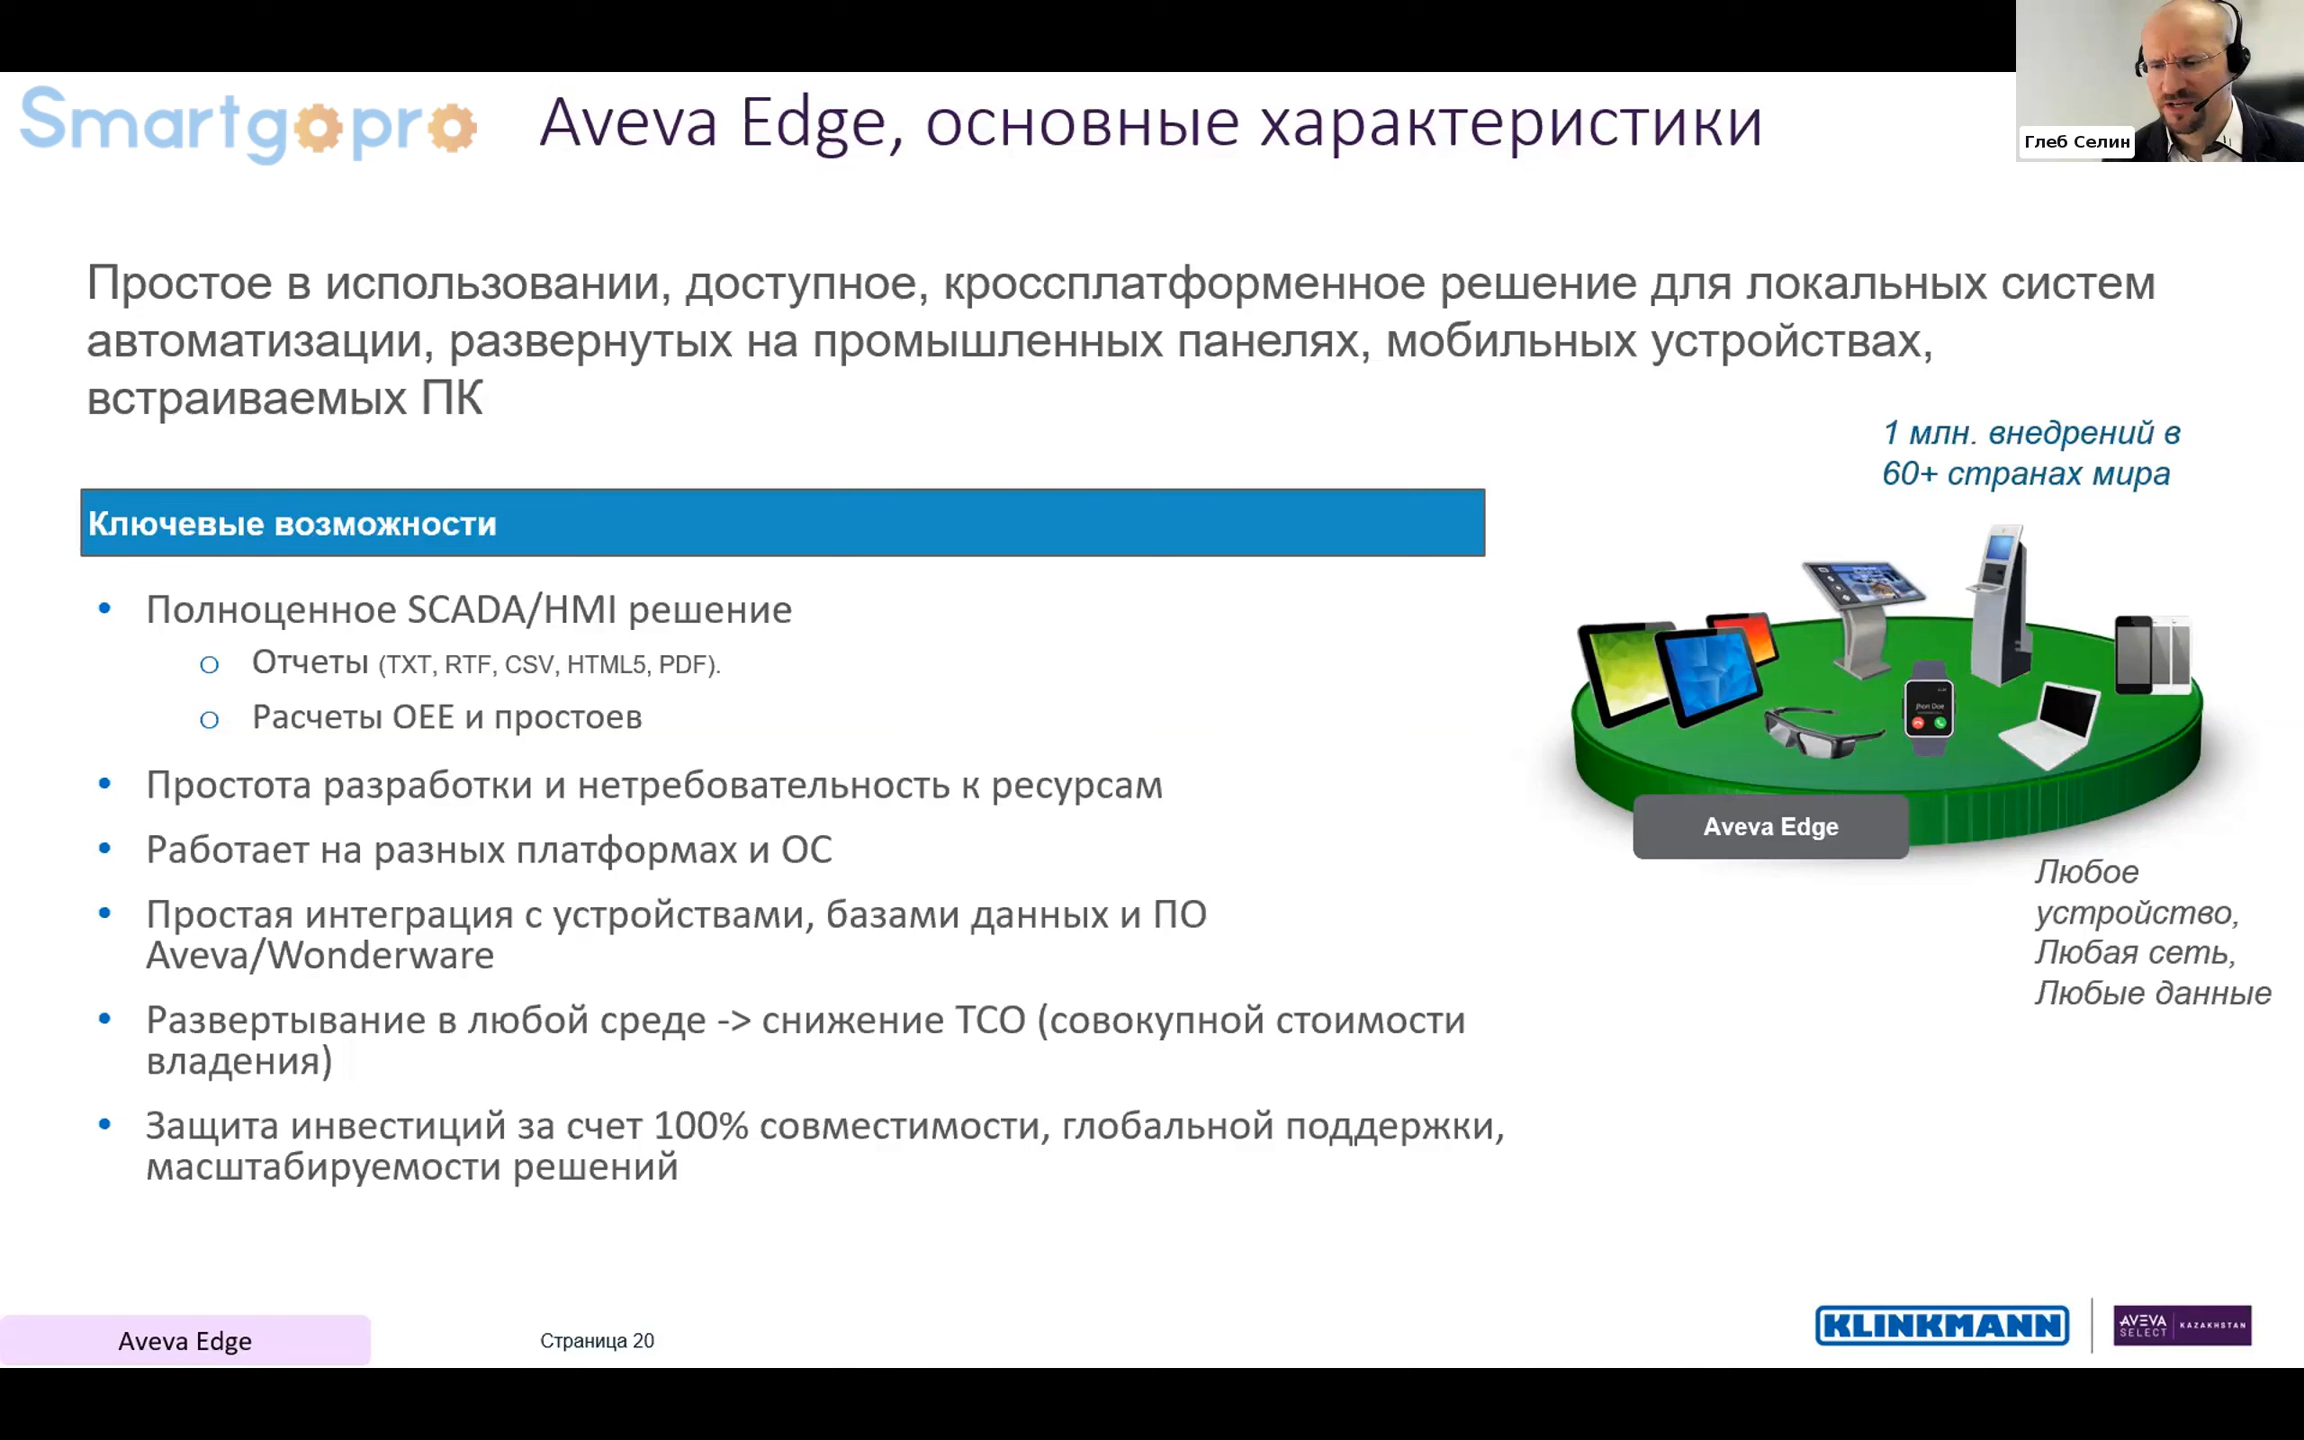 Smartgopro
Aveva Edge, основные характеристики
Глеб Селин
Простое в использовании, доступное, кроссплатформенное решение для локальных систем
автоматизации, развернутых на промышленных панелях, мобильных устройствах,
встраиваемых ПК
1 млн. внедрений в
60+ странах мира
Ключевые возможности
• Полноценное SCADA/HMI решение
o Отчеты (TXT, RTF, CSV, HTML5, PDF).
o Расчеты OEE и простоев
• Простота разработки и нетребовательность к ресурсам
• Работает на разных платформах и ОС
• Простая интеграция с устройствами, базами данных и ПО
Aveva/Wonderware
• Развертывание в любой среде -> снижение TCO (совокупной стоимости
владения)
• Защита инвестиций за счет 100% совместимости, глобальной поддержки,
масштабируемости решений
Jhon Doe
Aveva Edge
Любое
устройство,
Любая сеть,
Любые данные
Aveva Edge
Страница 20
KLINKMANN
AVEVA
SELECT
KAZAKHSTAN